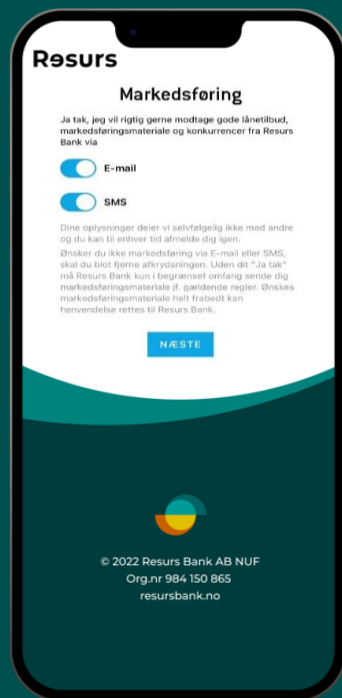 Resurs
Markedsføring
Ja tak, jeg vil rigtig gerne modtage gode lånetilbud,
markedsføringsmateriale og konkurrencer fra Resurs
Bank via
E-mail
SMS
Dine oplysninger deler vi selvfølgelig ikke med andre
og du kan til enhver tid afmelde dig igen.
Ønsker du ikke markedsføring via E-mail eller SMS,
skal du blot fjerne afkrydsningen. Uden dit "Ja tak"
må Resurs Bank kun i begrænset omfang sende dig
markedsføringsmateriale jf. gældende regler. Ønskes
markedsføringsmateriale helt frabedt kan
henvendelse rettes til Resurs Bank.
NÆSTE
© 2022 Resurs Bank AB NUF
Org.nr 984 150 865
resursbank.no